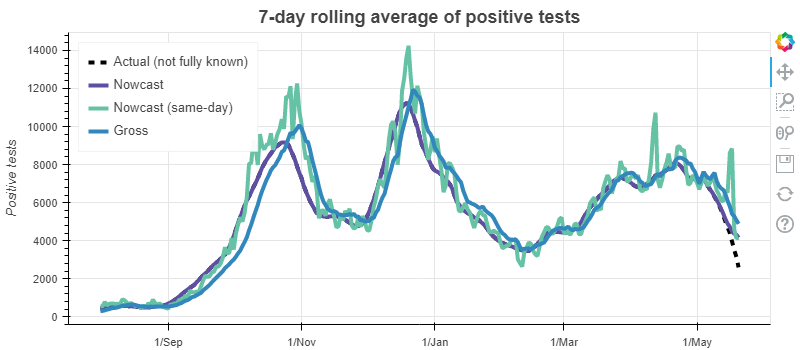 7-day rolling average of positive tests
Actual (not fully known)
Nowcast
Nowcast (same-day)
Gross
Positive tests
14000
12000
10000
8000
6000
4000
2000
0
1/Sep
1/Nov
1/Jan
1/Mar
1/May